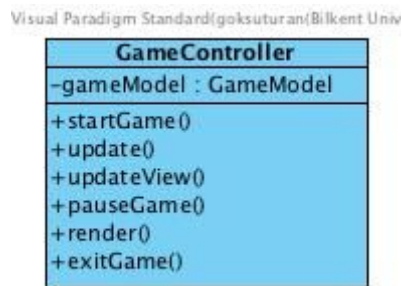 Visual Paradigm Standard(goksuturan(Bilkent Univ
GameController
-gameModel : GameModel
+startGame()
+update()
+updateView()
+pauseGame()
+render()
+exitGame()